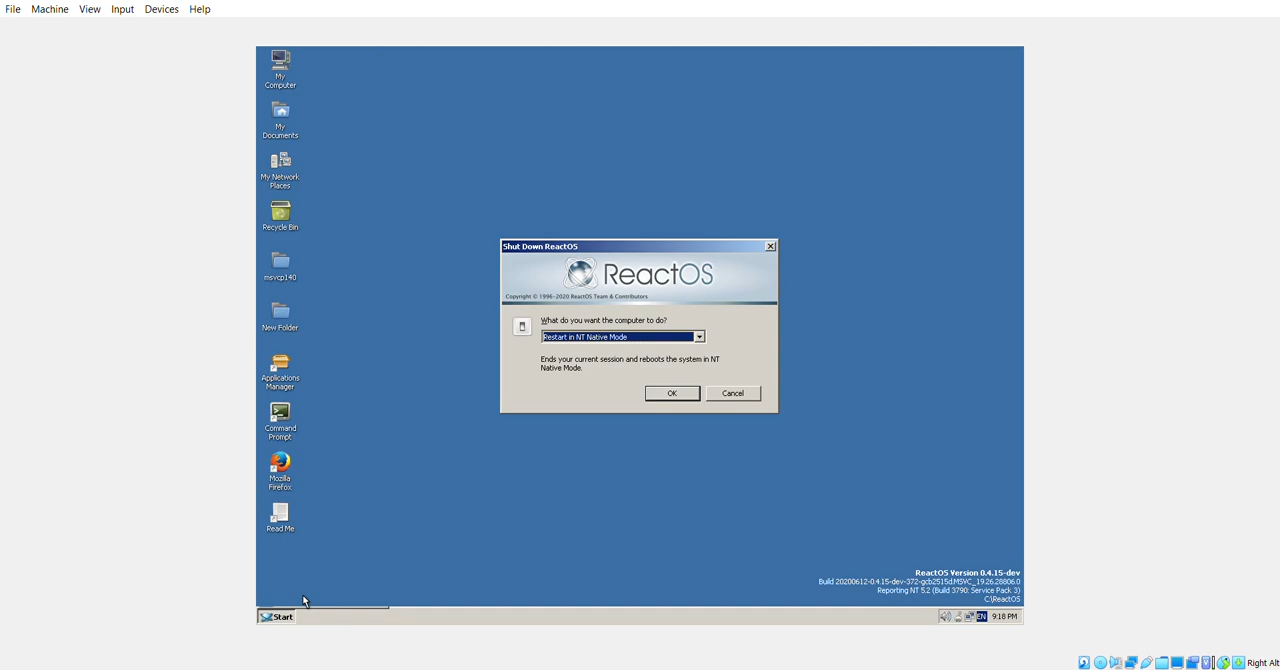 File Machine View Input Devices Help
My
Computer
My
Documents
My Network
Places
Recycle Bin
msvcp140
New Folder
Applications
Manager
Command
Prompt
Mozilla
Firefox
Read Me
Shut Down ReactOS
ReactOS
Copyright © 1996-2020 ReactOS Team & Contributors
What do you want the computer to do?
Restart in NT Native Mode
Ends your current session and reboots the system in NT
Native Mode.
OK Cancel
ReactOS Version 0.4.15-dev
Build 20200612-0.4.15-dev-372-gcb2515d.MSVC_19.26.28806.0
Reporting NT 5.2 (Build 3790: Service Pack 3)
C:\ReactOS
Start EN 9:18 PM
Right Alt